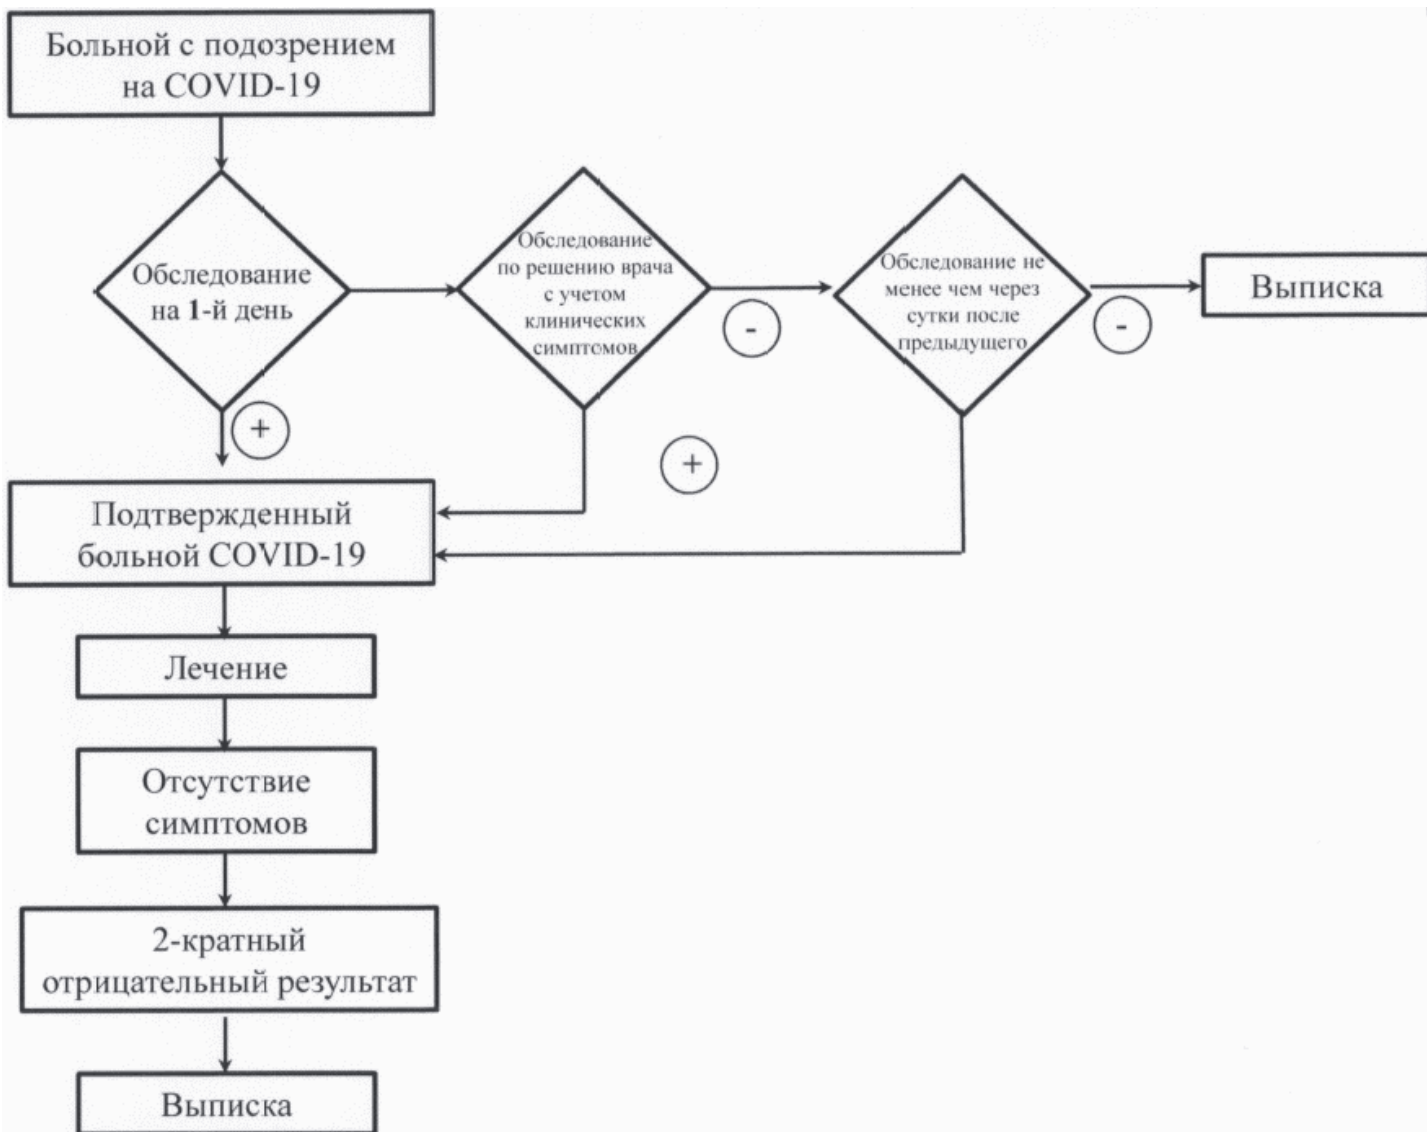 Больной с подозрением
на COVID-19
Обследование
на 1-й день
Обследование
по решению врача
с учетом
клинических
симптомов
Обследование не
менее чем через
сутки после
предыдущего
Выписка
-
-
+
+
Подтвержденный
больной COVID-19
Лечение
Отсутствие
симптомов
2-кратный
отрицательный результат
Выписка